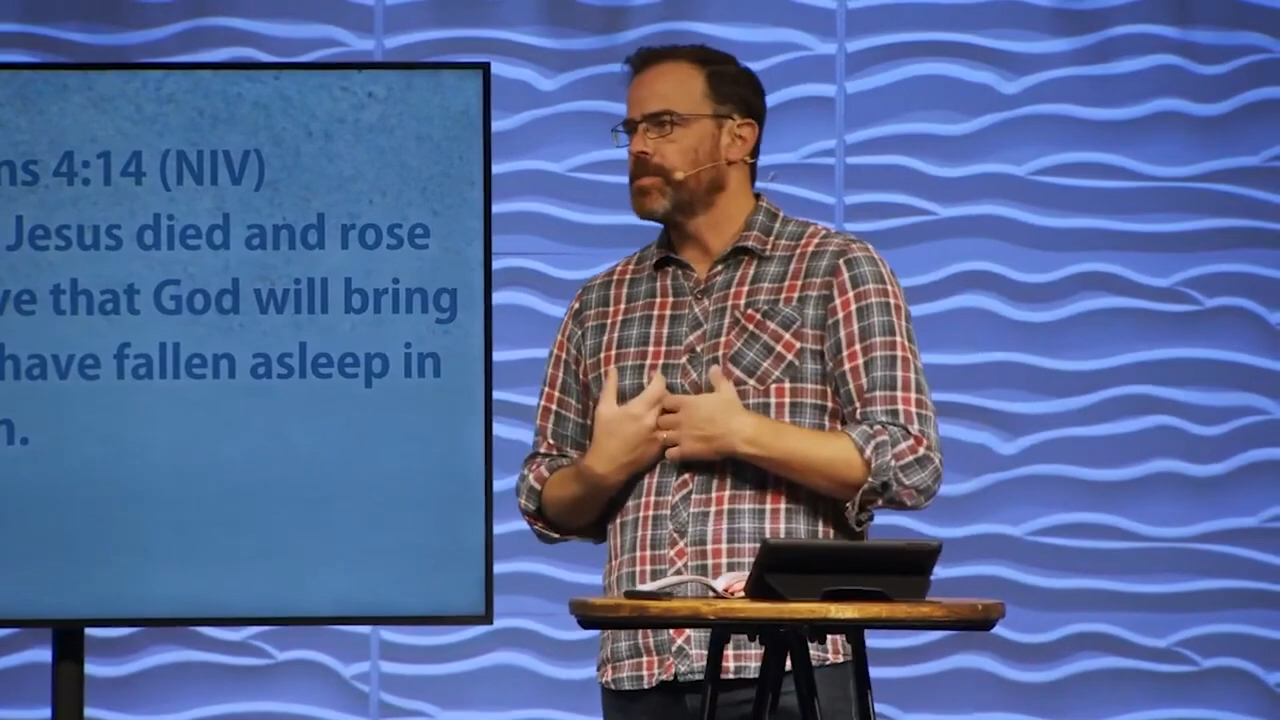 ns 4:14 (NIV)
Jesus died and rose
ve that God will bring
have fallen asleep in
n.